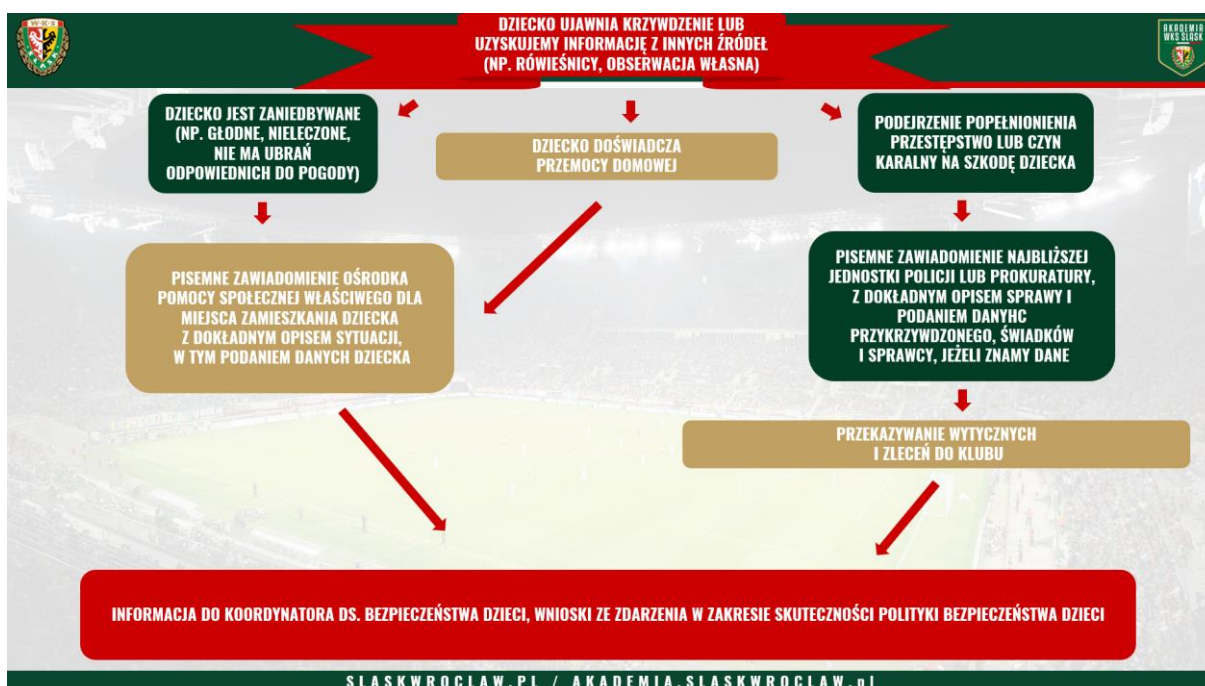 W·K·S
DZIECKO UJAWNIA KRZYWDZENIE LUB
UZYSKUJEMY INFORMACJĘ Z INNYCH ŹRÓDEŁ
(NP. RÓWIEŚNICY, OBSERWACJA WŁASNA)
AKADEMIA
WKS ŚLĄSK
DZIECKO JEST ZANIEDBYWANE
(NP. GŁODNE, NIELECZONE,
NIE MA UBRAŃ
ODPOWIEDNICH DO POGODY)
DZIECKO DOŚWIADCZA
PRZEMOCY DOMOWEJ
PODEJRZENIE POPEŁNIONIENIA
PRZESTĘPSTWO LUB CZYN
KARALNY NA SZKODĘ DZIECKA
PISEMNE ZAWIADOMIENIE OŚRODKA
POMOCY SPOŁECZNEJ WŁAŚCIWEGO DLA
MIEJSCA ZAMIESZKANIA DZIECKA
Z DOKŁADNYM OPISEM SYTUACJI,
W TYM PODANIEM DANYCH DZIECKA
PISEMNE ZAWIADOMIENIE NAJBLIŻSZEJ
JEDNOSTKI POLICJI LUB PROKURATURY,
Z DOKŁADNYM OPISEM SPRAWY I
PODANIEM DANYHC
PRZYKRZYWDZONEGO, ŚWIADKÓW
I SPRAWCY, JEŻELI ZNAMY DANE
PRZEKAZYWANIE WYTYCZNYCH
I ZLECEŃ DO KLUBU
INFORMACJA DO KOORDYNATORA DS. BEZPIECZEŃSTWA DZIECI, WNIOSKI ZE ZDARZENIA W ZAKRESIE SKUTECZNOŚCI POLITYKI BEZPIECZEŃSTWA DZIECI
SLASKWROCLAW.PL / AKADEMIA.SLASKWROCLAW.pl